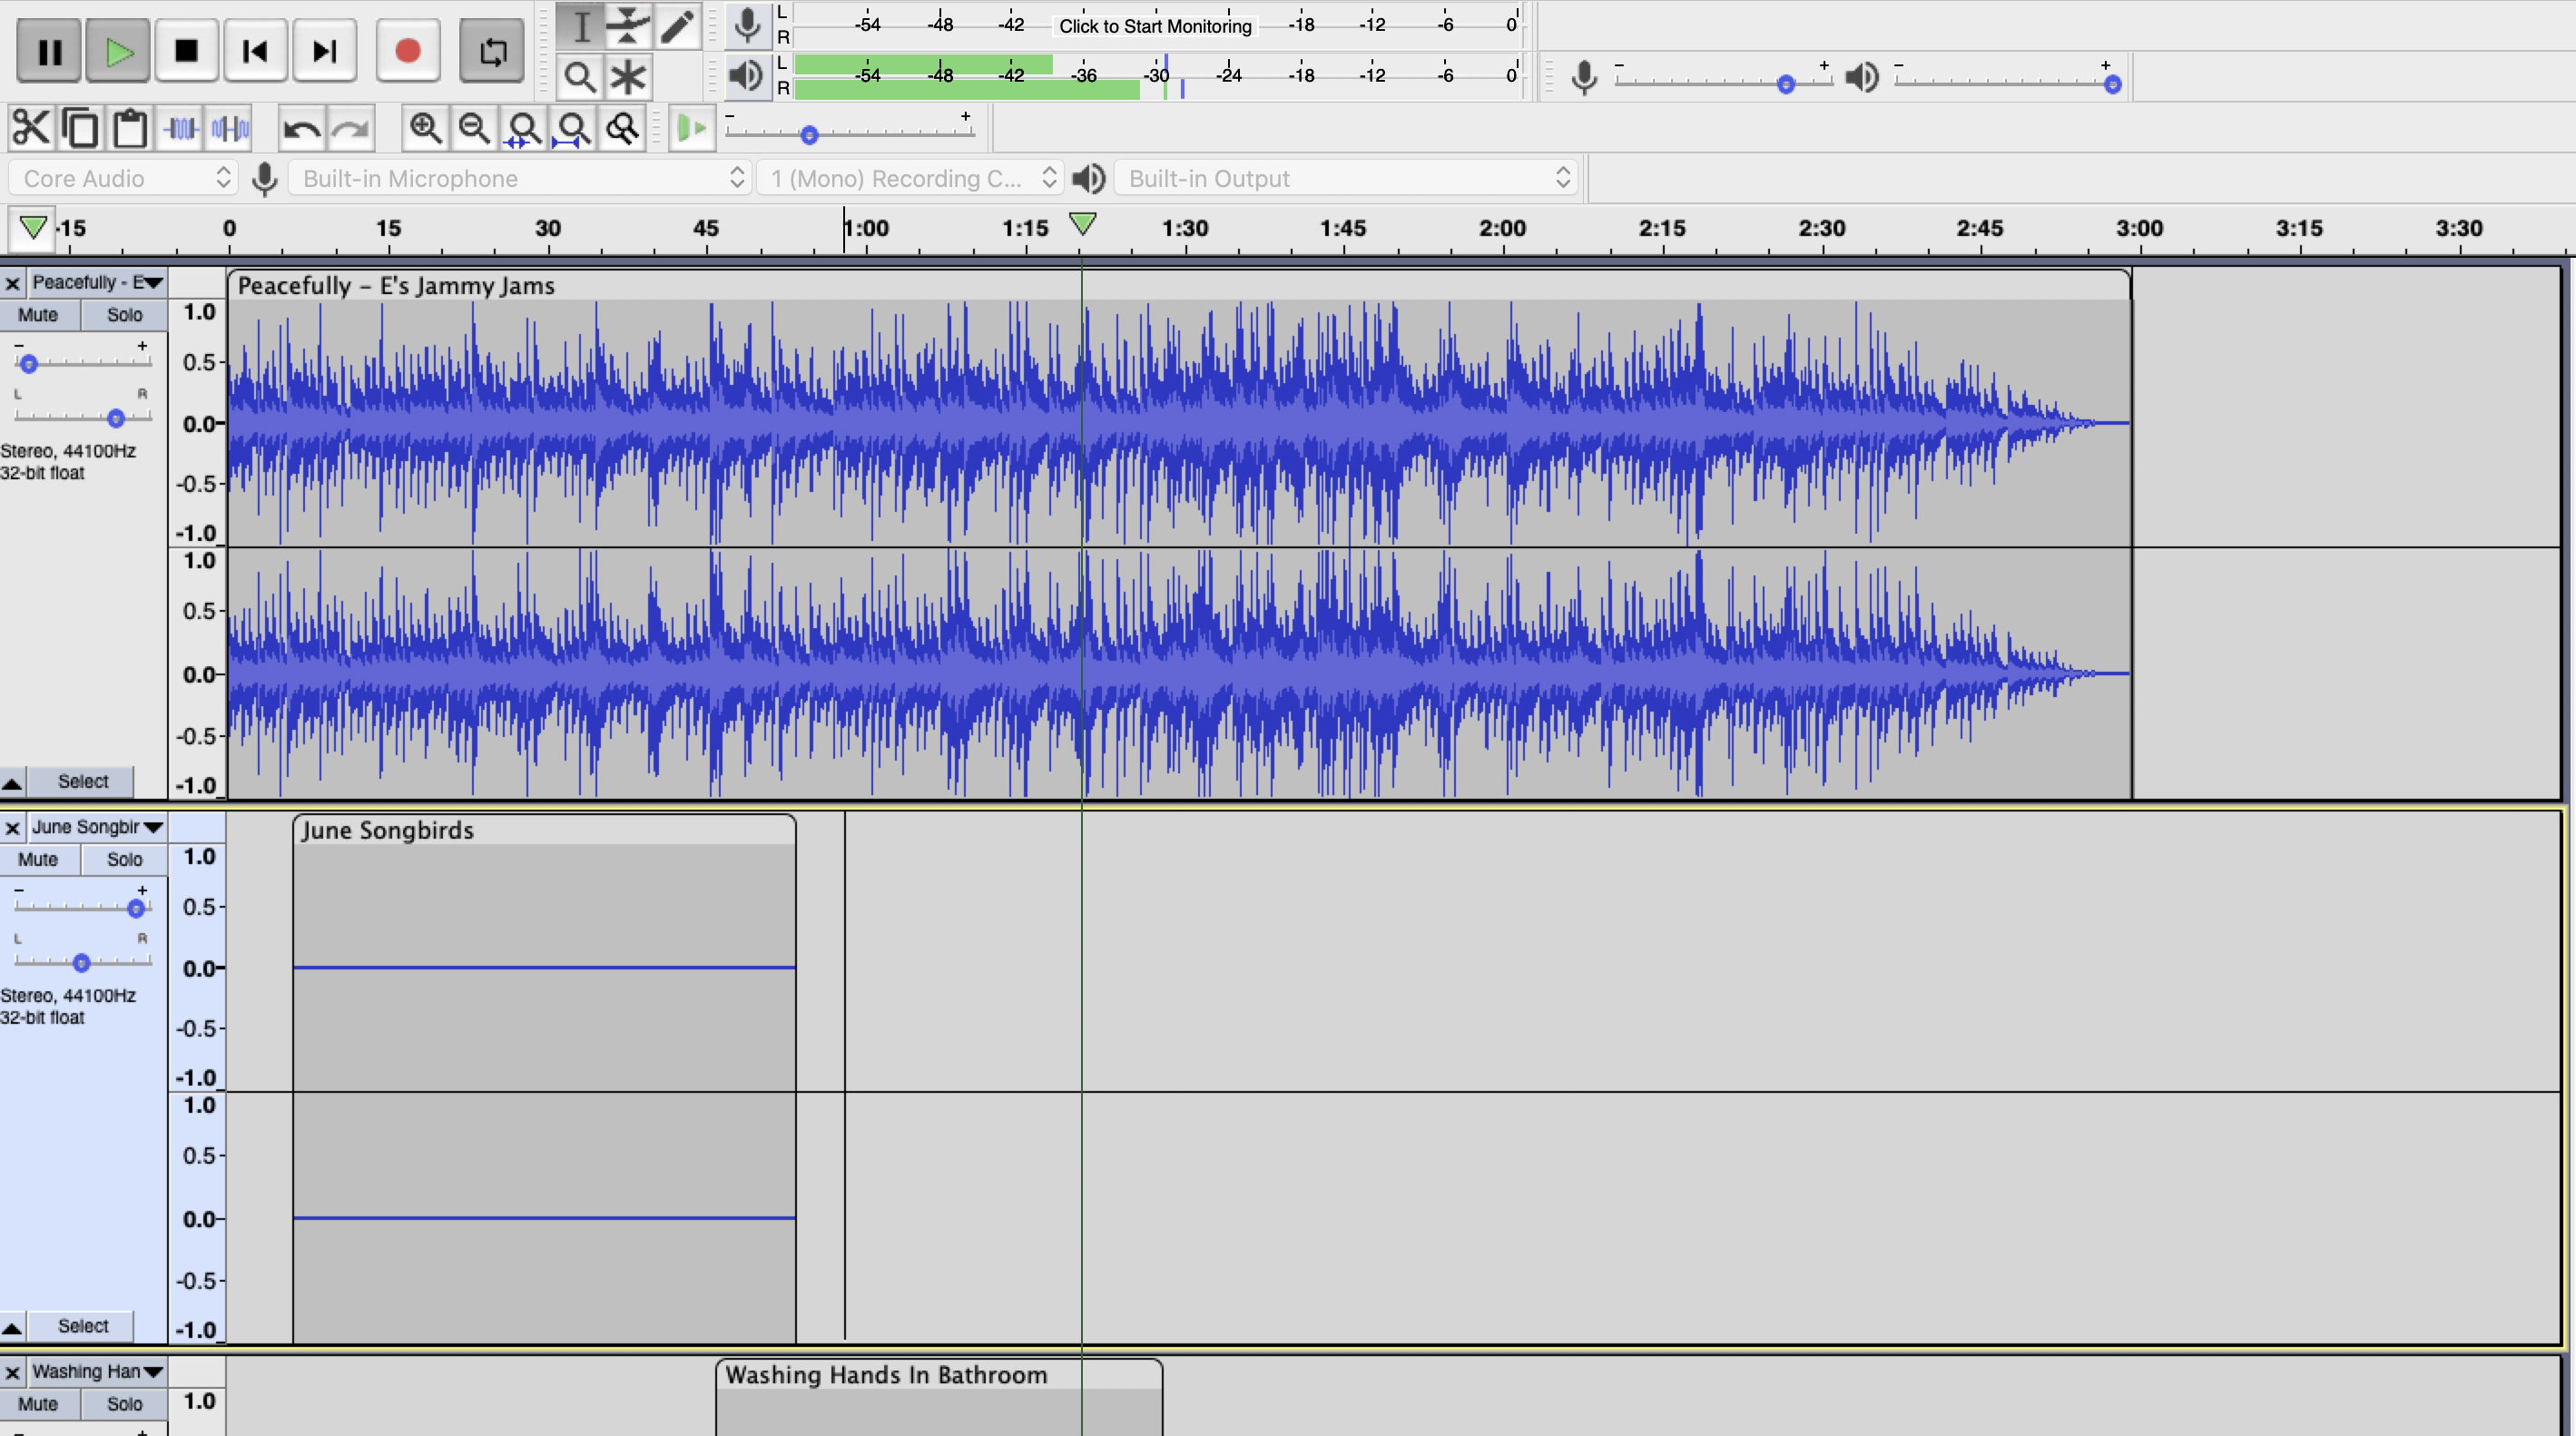 L -54 -48 -42 Click to Start Monitoring -18 -12 -6 0
R
L -54 -48 -42 -36 -30 -24 -18 -12 -6 0
R
- + - +
- +
Core Audio Built-in Microphone 1 (Mono) Recording C... Built-in Output
-15 0 15 30 45 1:00 1:15 1:30 1:45 2:00 2:15 2:30 2:45 3:00 3:15 3:30
Peacefully - E Peacefully – E's Jammy Jams
Mute Solo 1.0
- +
0.5
L R
0.0
Stereo, 44100Hz
32-bit float
-0.5
-1.0
1.0
0.5
0.0
-0.5
Select -1.0
June Songbir June Songbirds
Mute Solo 1.0
- +
0.5
L R
0.0
Stereo, 44100Hz
32-bit float
-0.5
-1.0
1.0
0.5
0.0
-0.5
Select -1.0
Washing Han Washing Hands In Bathroom
Mute Solo 1.0
- +